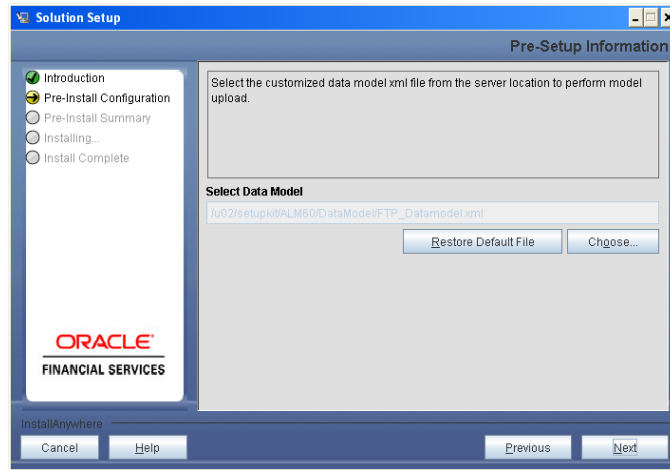 Solution Setup
Pre-Setup Information
Introduction
Pre-Install Configuration
Pre-Install Summary
Installing...
Install Complete
Select the customized data model xml file from the server location to perform model
upload.
Select Data Model
/u02/setupkit/ALM60/DataModel/FTP_Datamodel.xml
Restore Default File
Choose...
ORACLE
FINANCIAL SERVICES
InstallAnywhere
Cancel
Help
Previous
Next